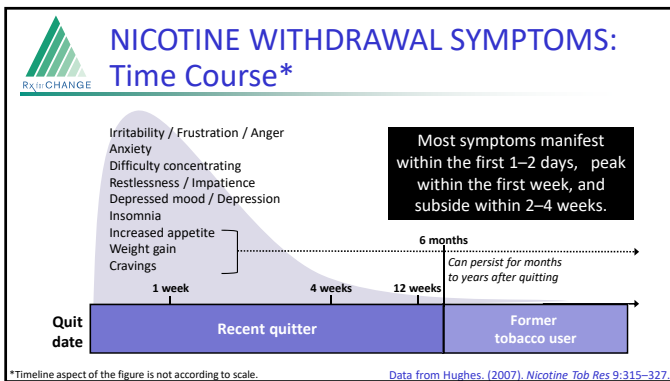 NICOTINE WITHDRAWAL SYMPTOMS:
Time Course*
Rx for CHANGE
Irritability / Frustration / Anger
Anxiety
Difficulty concentrating
Restlessness / Impatience
Depressed mood / Depression
Insomnia
Increased appetite
Weight gain
Cravings
Most symptoms manifest
within the first 1–2 days, peak
within the first week, and
subside within 2–4 weeks.
6 months
Can persist for months
to years after quitting
1 week
4 weeks
12 weeks
Quit
date
Recent quitter
Former
tobacco user
*Timeline aspect of the figure is not according to scale.
Data from Hughes. (2007). Nicotine Tob Res 9:315–327.